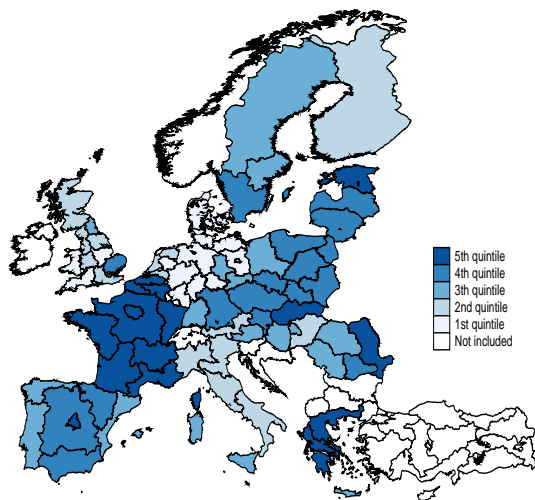 5th quintile
4th quintile
3th quintile
2nd quintile
1st quintile
Not included